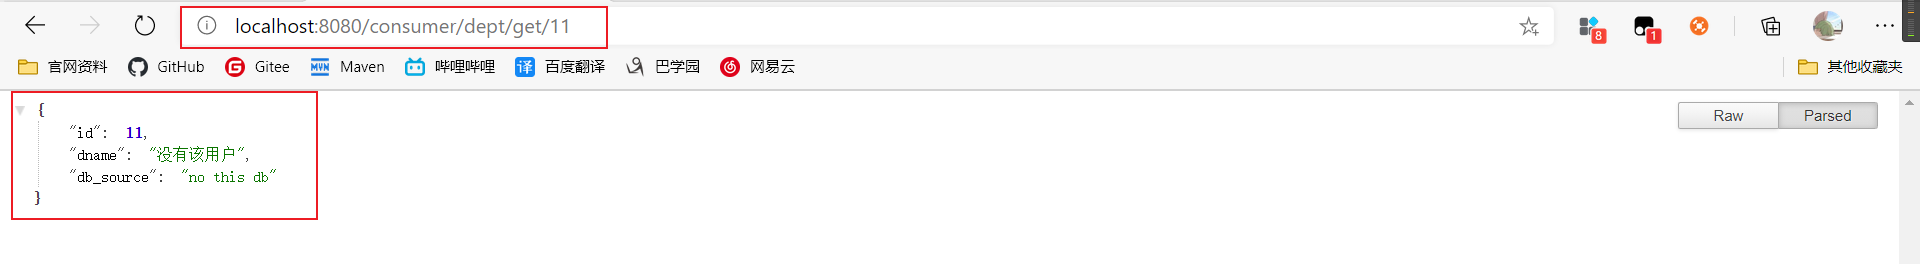 localhost:8080/consumer/dept/get/11
8
1
官网资料 GitHub Gitee MVN Maven 哔哩哔哩 译 百度翻译 巴学园 网易云 其他收藏夹
{
Raw Parsed
"id": 11,
"dname": "没有该用户",
"db_source": "no this db"
}